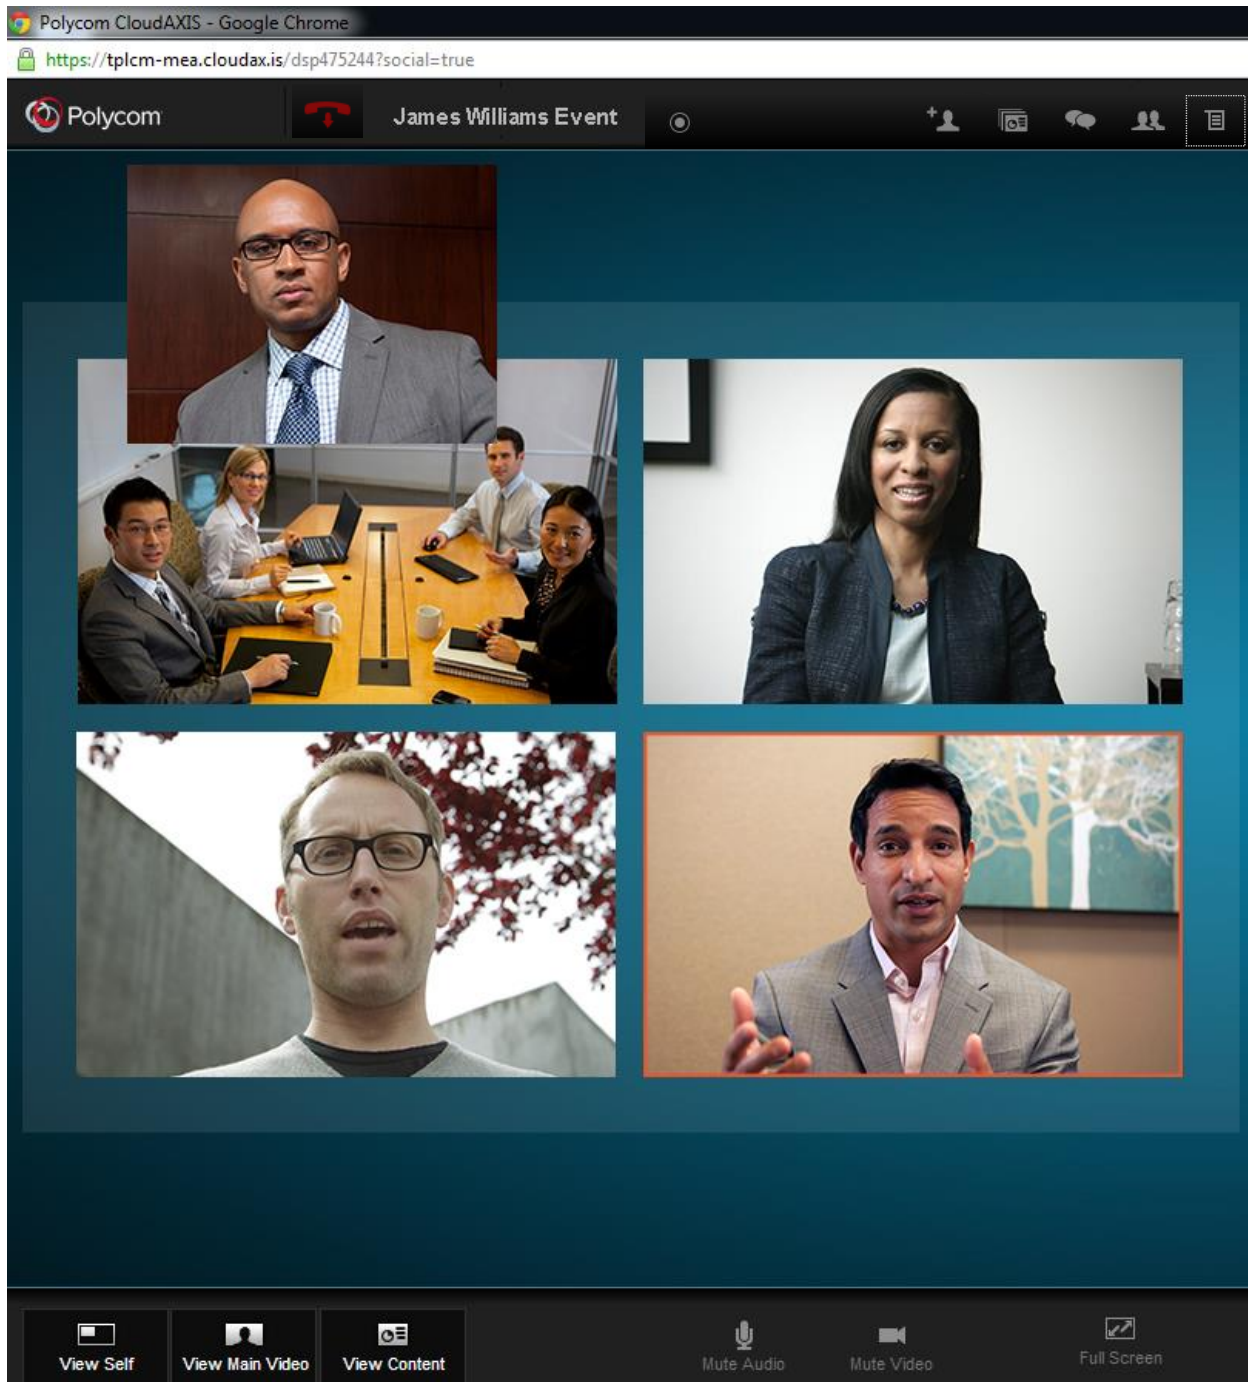 Polycom CloudAXIS - Google Chrome
https://tplcm-mea.cloudax.is/dsp475244?social=true
Polycom
James Williams Event
View Self
View Main Video
View Content
Mute Audio
Mute Video
Full Screen